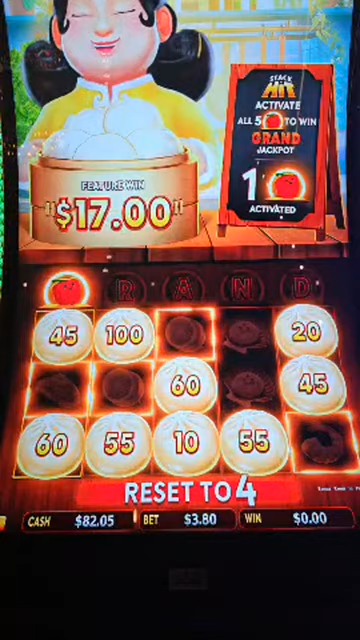 STACK
HIT
ACTIVATE
ALL 5 TO WIN
GRAND
JACKPOT
1
ACTIVATED
FEATURE WIN
"$17.00"
R A N D
45 100 20
60 45
60 55 10 55
RESET TO 4
CASH $82.05 BET $3.80 WIN $0.00